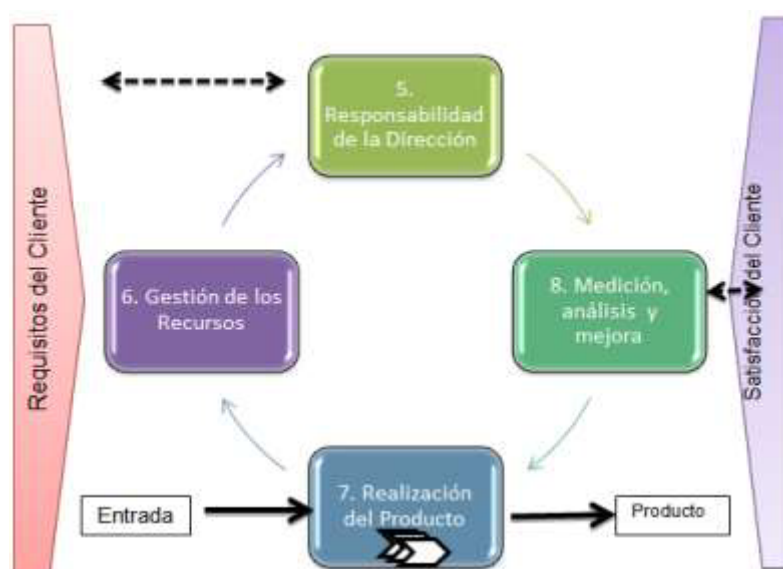 5.
Responsabilidad
de la Dirección
Requisitos del Cliente
6. Gestión de los
Recursos
8. Medición,
análisis y
mejora
Satisfacción del Cliente
Entrada
7. Realización
del Producto
Producto